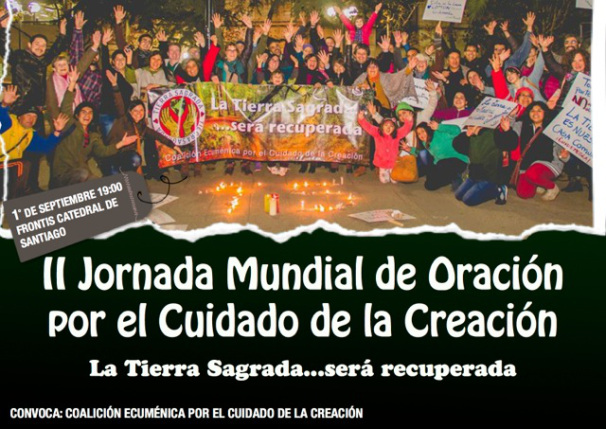 La Tierra Sagrada
...será recuperada
Coalición Ecuménica por el Cuidado de la Creación
TIERRA SAGRADA
1° DE SEPTIEMBRE 19:00
FRONTIS CATEDRAL DE
SANTIAGO
II Jornada Mundial de Oración
por el Cuidado de la Creación
La Tierra Sagrada...será recuperada
CONVOCA: COALICIÓN ECUMÉNICA POR EL CUIDADO DE LA CREACIÓN